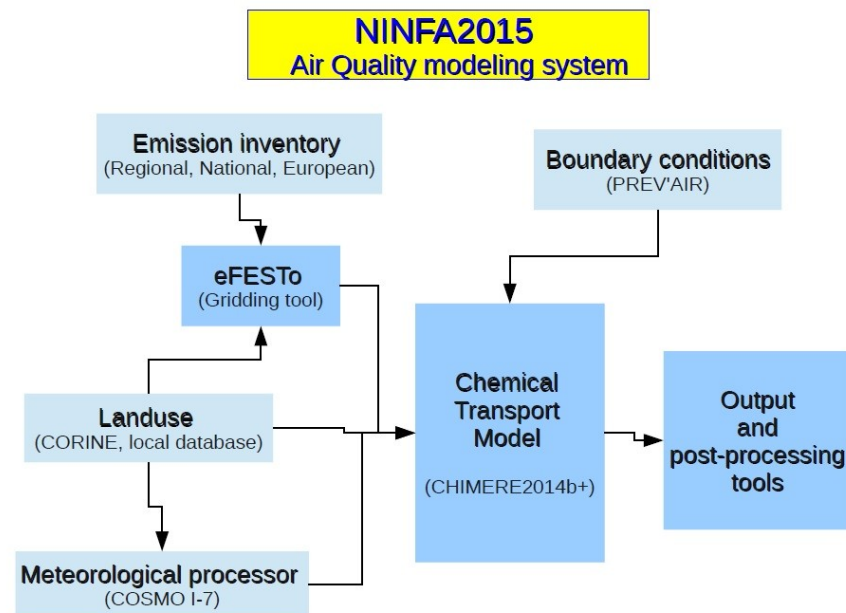 NINFA2015
Air Quality modeling system
Emission inventory
(Regional, National, European)
Boundary conditions
(PREV'AIR)
eFESTo
(Gridding tool)
Chemical
Transport
Model
(CHIMERE2014b+)
Output
and
post-processing
tools
Landuse
(CORINE, local database)
Meteorological processor
(COSMO I-7)